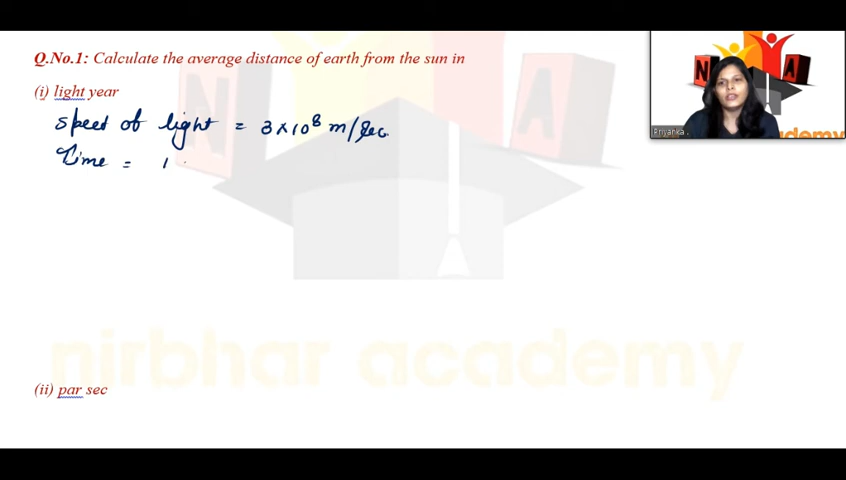 Q.No.1: Calculate the average distance of earth from the sun in
(i) light year
Speed of light = 3×10⁸ m/sec
Time = 1
(ii) par sec
N A
demy
Priyanka
nirbhar academy